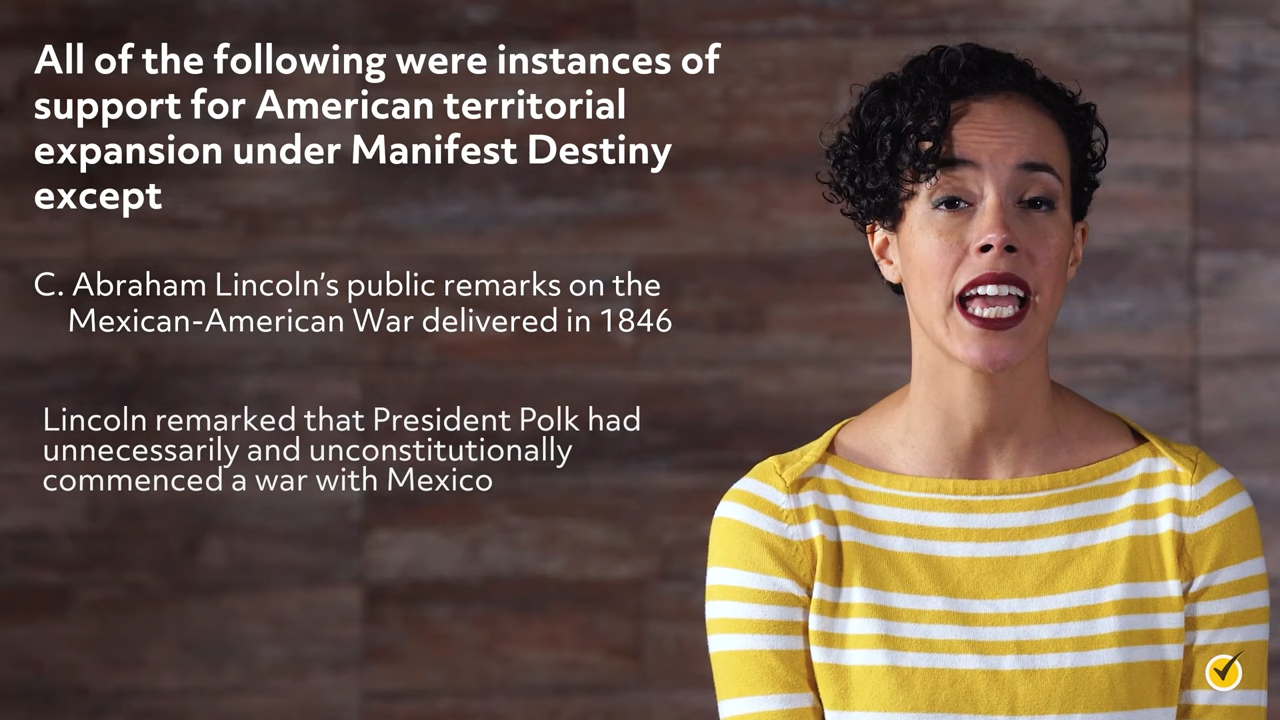 All of the following were instances of
support for American territorial
expansion under Manifest Destiny
except
C. Abraham Lincoln’s public remarks on the
Mexican-American War delivered in 1846
Lincoln remarked that President Polk had
unnecessarily and unconstitutionally
commenced a war with Mexico